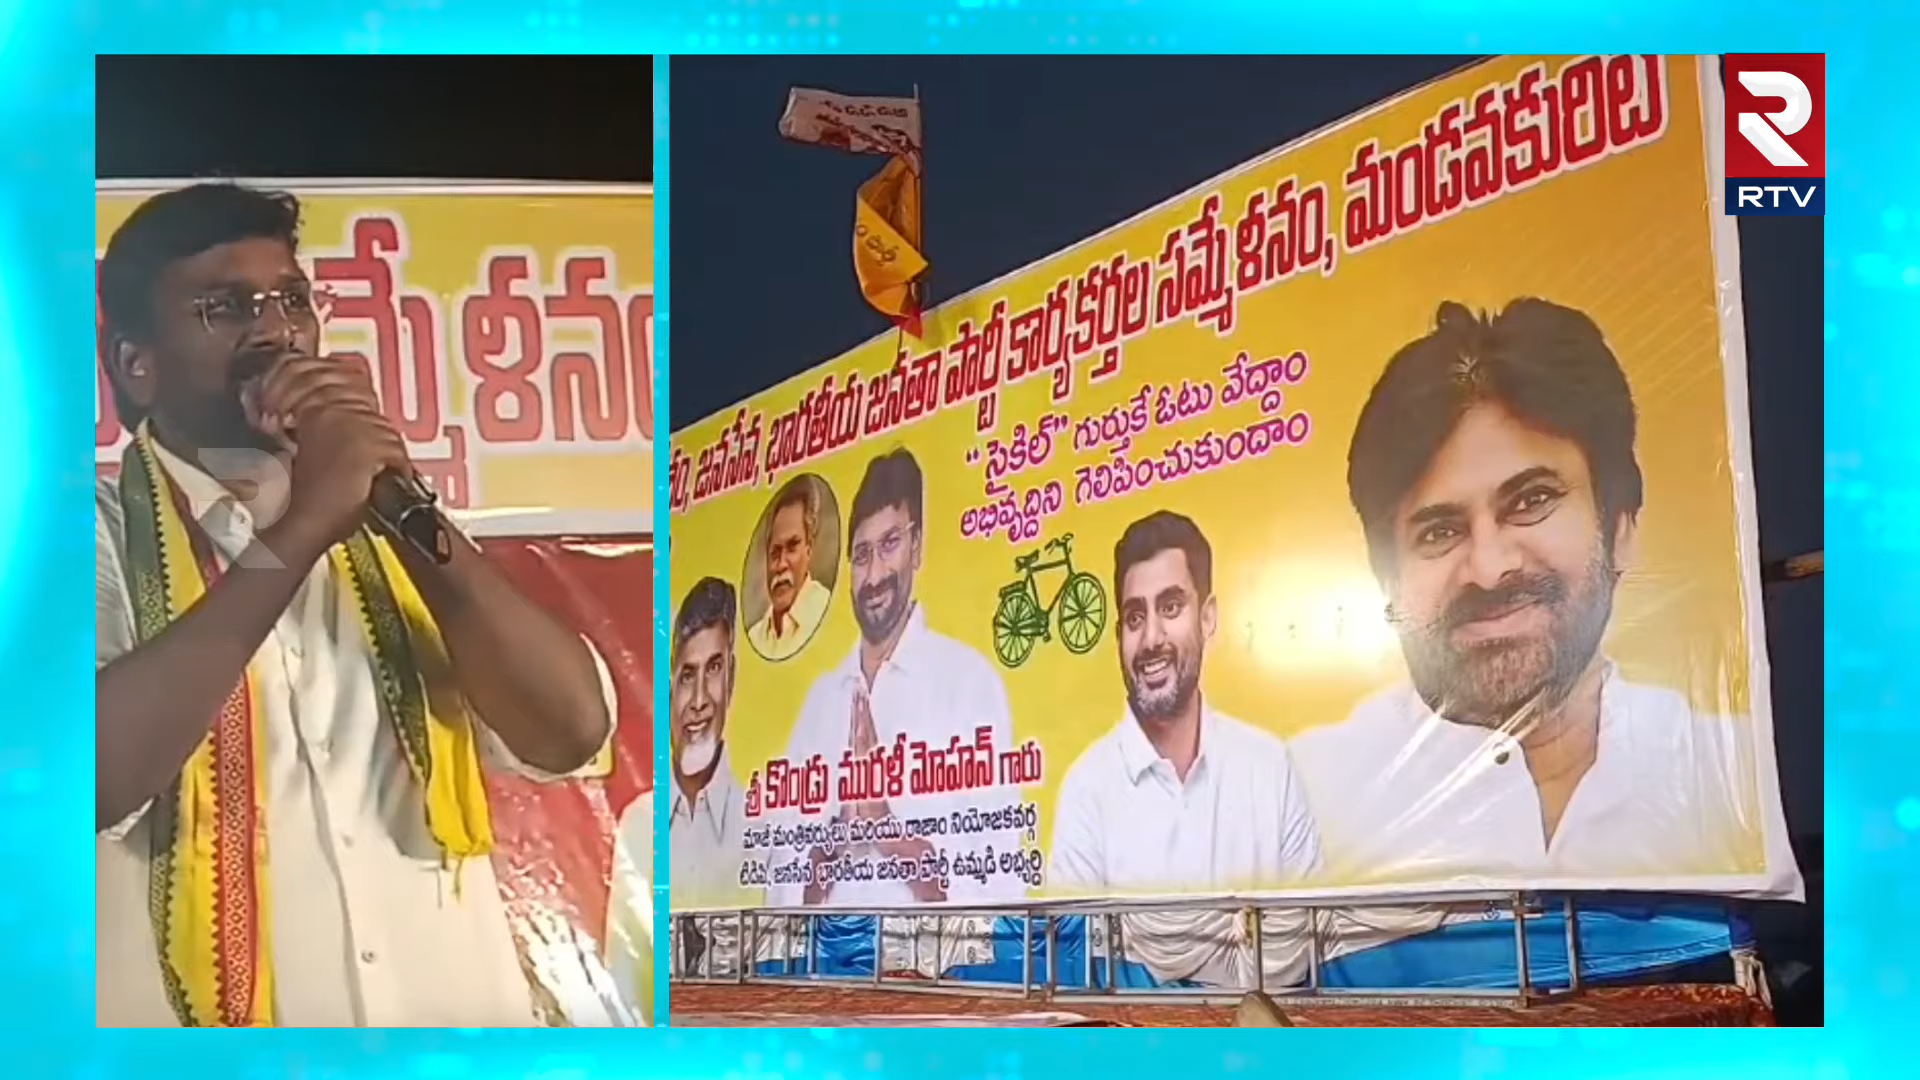 మ్మేళనం
శం, జనసేన, భారతీయ జనతా పార్టీ కార్యకర్తల సమ్మేళనం, మండవకురిటి
"సైకిల్" గుర్తుకే ఓటు వేద్దాం
అభివృద్దిని గెలిపించుకుందాం
శ్రీ కొండ్రు మురళీ మోహన్ గారు
మాజీ మంత్రివర్యులు మరియు రాజాం నియోజకవర్గ
టిడిపి, జనసేన భారతీయ జనతా పార్టీ ఉమ్మడి అభ్యర్ధి
RTV